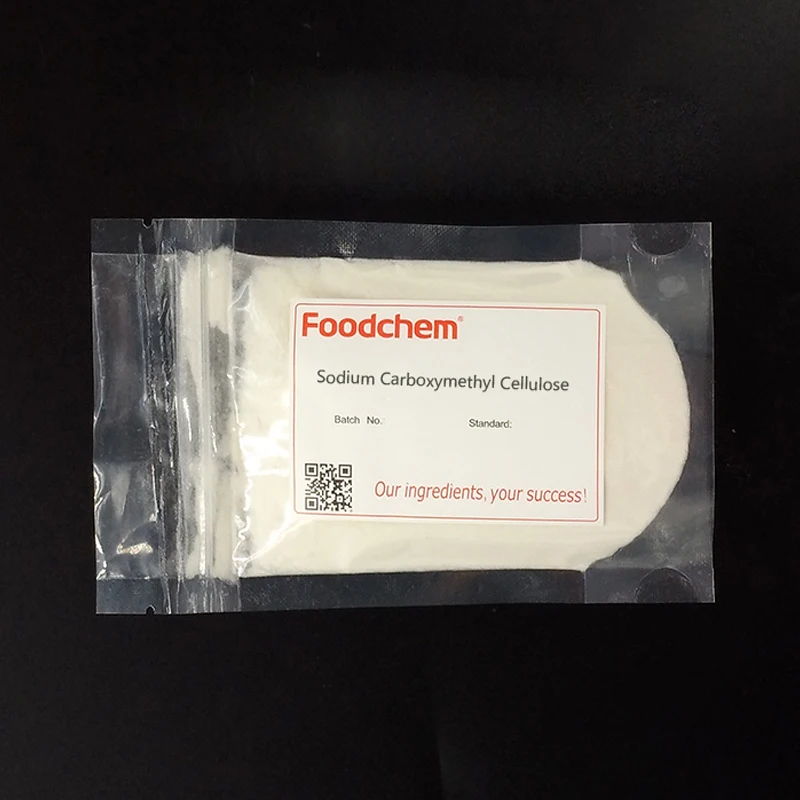 Foodchem®
Sodium Carboxymethyl Cellulose
Batch No. Standard:
Our ingredients, your success!